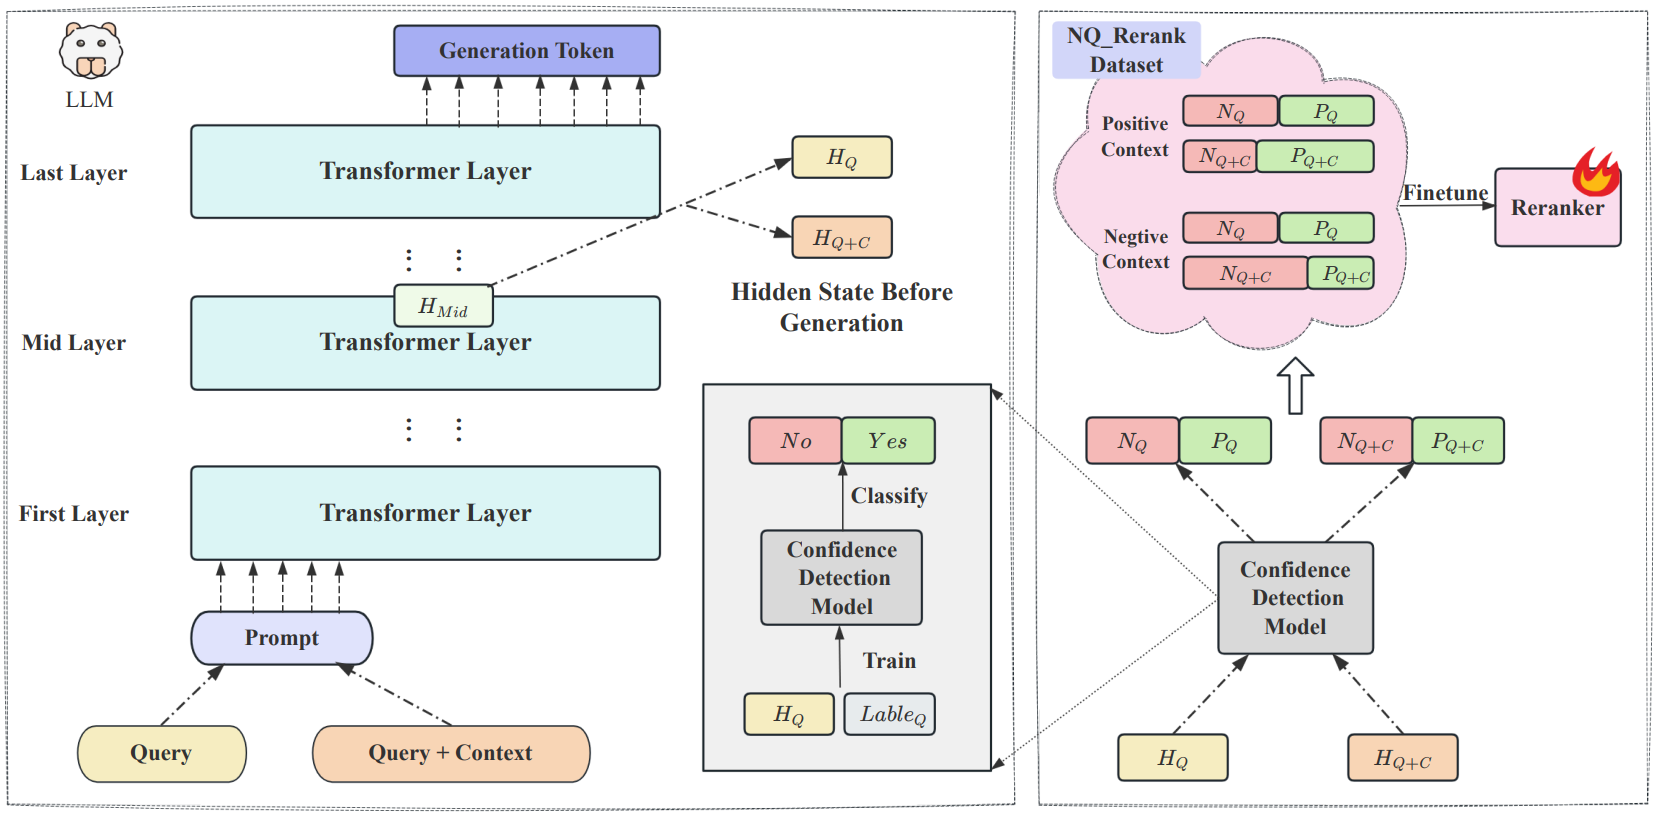 LLM
Generation Token
Last Layer
Transformer Layer
H_Q
H_{Q+C}
Hidden State Before
Generation
H_{Mid}
Mid Layer
Transformer Layer
First Layer
Transformer Layer
Prompt
Query
Query + Context
No
Yes
Classify
Confidence
Detection
Model
Train
H_Q
Lable_Q
NQ_Rerank
Dataset
Positive
Context
N_Q
P_Q
N_{Q+C}
P_{Q+C}
Negtive
Context
N_Q
P_Q
N_{Q+C}
P_{Q+C}
Finetune
Reranker
N_Q
P_Q
N_{Q+C}
P_{Q+C}
Confidence
Detection
Model
H_Q
H_{Q+C}